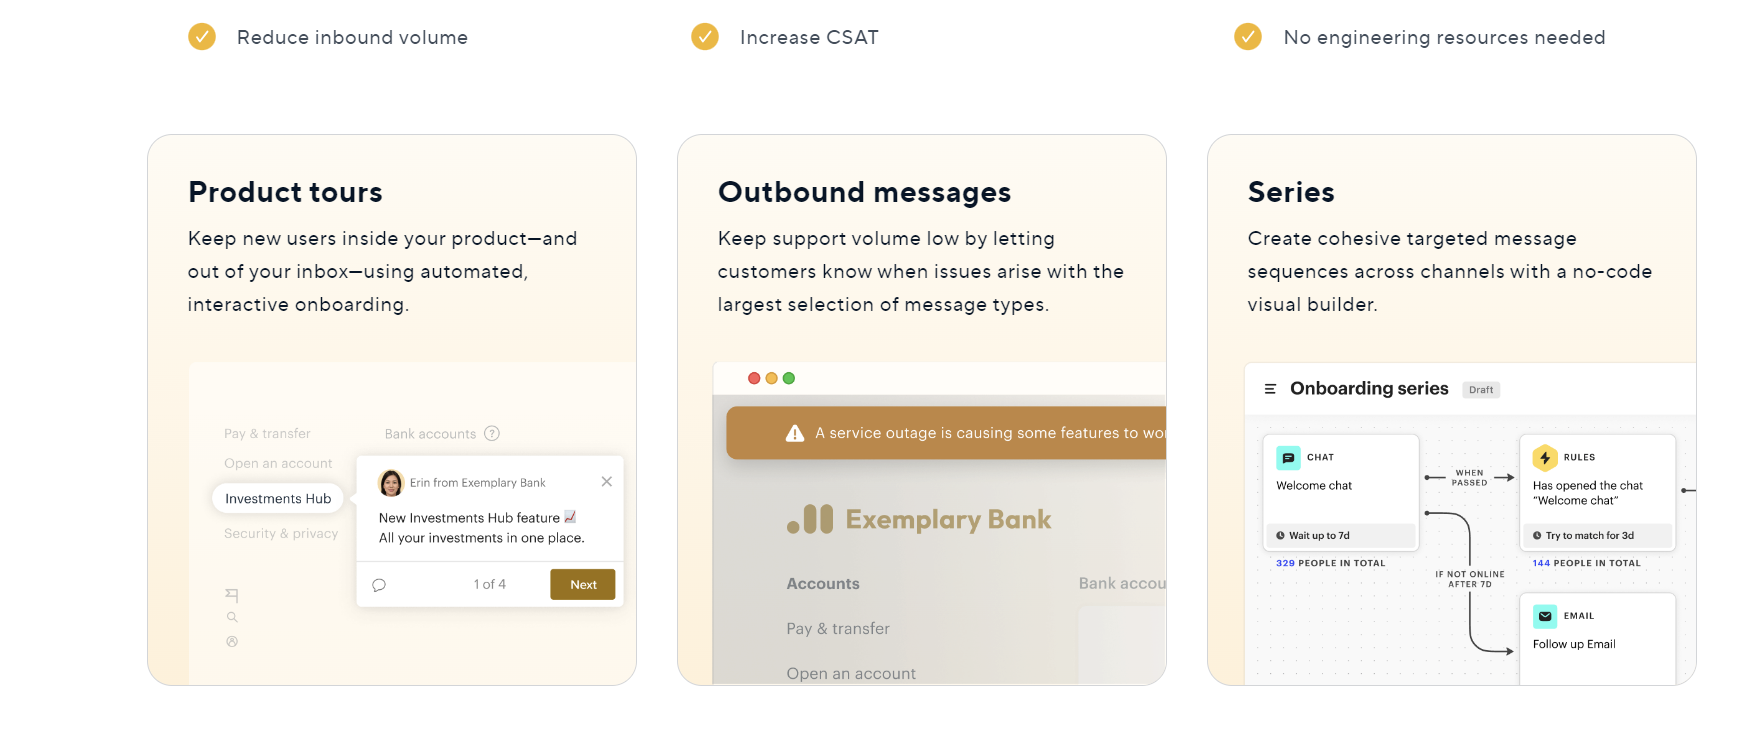 Reduce inbound volume
Increase CSAT
No engineering resources needed
Product tours
Keep new users inside your product—and
out of your inbox—using automated,
interactive onboarding.
Pay & transfer
Bank accounts ?
Open an account
Investments Hub
Security & privacy
Erin from Exemplary Bank
New Investments Hub feature 📈
All your investments in one place.
1 of 4
Next
Outbound messages
Keep support volume low by letting
customers know when issues arise with the
largest selection of message types.
A service outage is causing some features to wor
Exemplary Bank
Accounts
Bank accou
Pay & transfer
Open an account
Series
Create cohesive targeted message
sequences across channels with a no-code
visual builder.
Onboarding series
Draft
CHAT
Welcome chat
Wait up to 7d
329 PEOPLE IN TOTAL
WHEN
PASSED
RULES
Has opened the chat
“Welcome chat”
Try to match for 3d
144 PEOPLE IN TOTAL
IF NOT ONLINE
AFTER 7D
EMAIL
Follow up Email